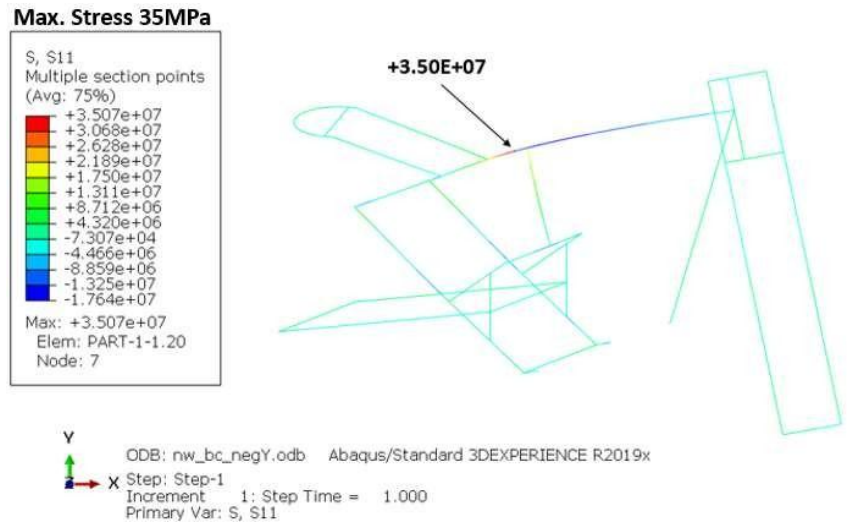 Max. Stress 35MPa
S, S11
Multiple section points
(Avg: 75%)
+3.507e+07
+3.068e+07
+2.628e+07
+2.189e+07
+1.750e+07
+1.311e+07
+8.712e+06
+4.320e+06
-7.307e+04
-4.466e+06
-8.859e+06
-1.325e+07
-1.764e+07
Max: +3.507e+07
Elem: PART-1-1.20
Node: 7
+3.50E+07
Y
X
ODB: nw_bc_negY.odb Abaqus/Standard 3DEXPERIENCE R2019x
Step: Step-1
Increment 1: Step Time = 1.000
Primary Var: S, S11